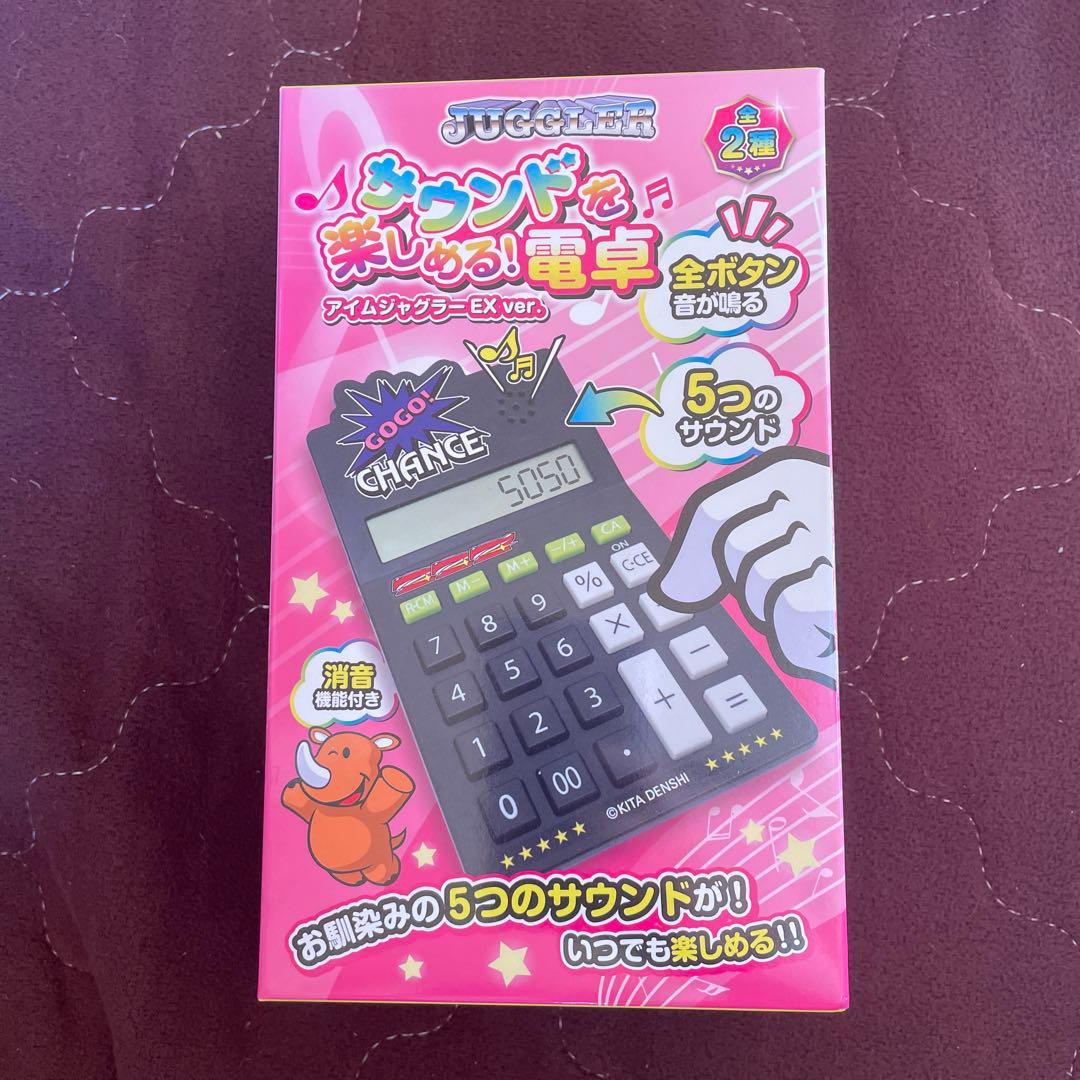 JUGGLER
全
2種
サウンドを
楽しめる!電卓
アイムジャグラーEX ver.
全ボタン
音が鳴る
5つの
サウンド
GOGO!
CHANCE
5050
R·CM
M−
M+
−/+
CA
ON
C·CE
7
8
9
%
4
5
6
×
−
1
2
3
+
=
0
00
.
©KITA DENSHI
消音
機能付き
お馴染みの5つのサウンドが!
いつでも楽しめる!!